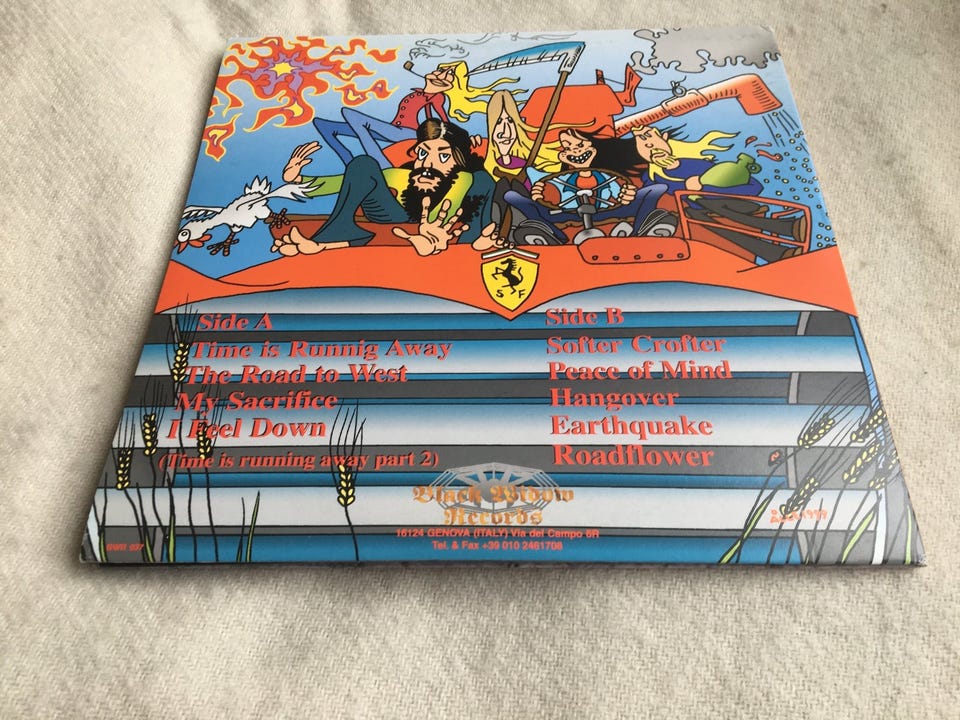 S F
Side A
Time is Runnig Away
The Road to West
My Sacrifice
I Feel Down
(Time is running away part 2)
Side B
Softer Crofter
Peace of Mind
Hangover
Earthquake
Roadflower
Black Widow
Records
16124 GENOVA (ITALY) Via del Campo 6R
Tel. & Fax +39 010 2461708
BWR 037